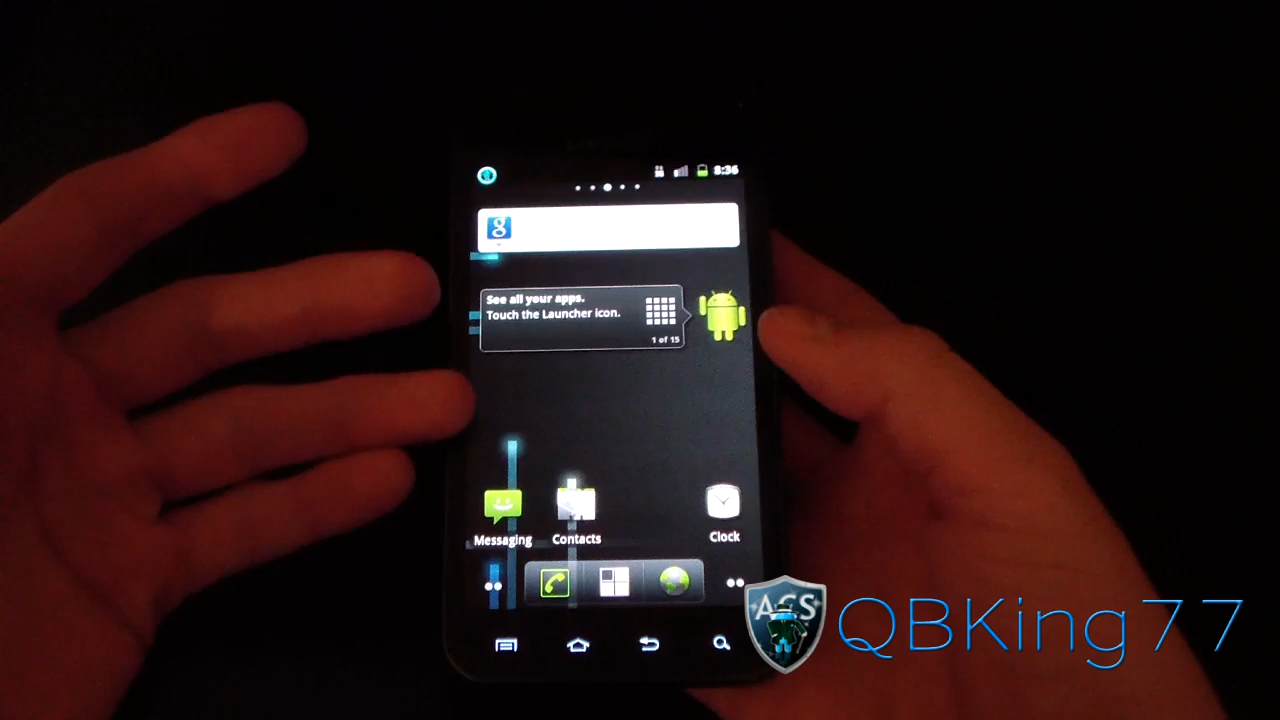 8:36
g
See all your apps.
Touch the Launcher icon.
1 of 15
Messaging
Contacts
Clock
ACS
QBKing77